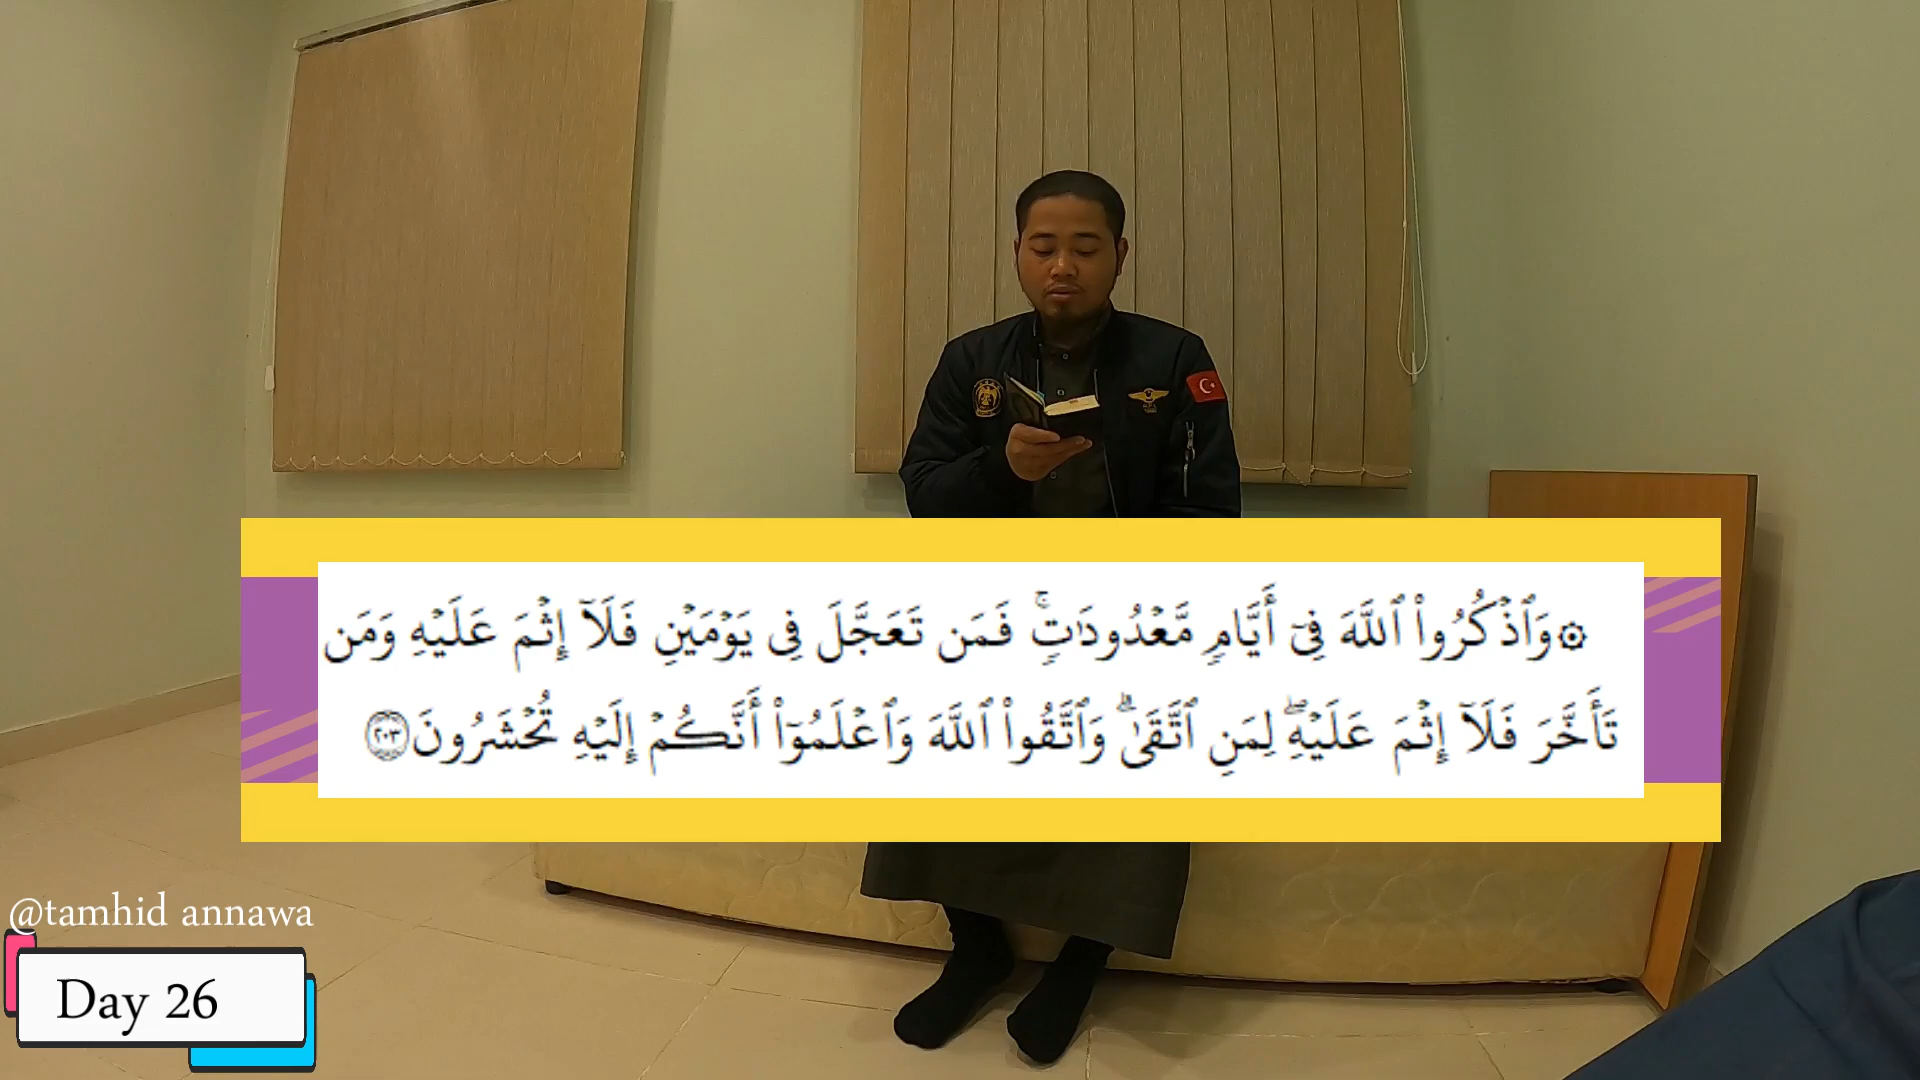 ۞ وَٱذۡكُرُواْ ٱللَّهَ فِيٓ أَيَّامٖ مَّعۡدُودَٰتٖۚ فَمَن تَعَجَّلَ فِي يَوۡمَيۡنِ فَلَآ إِثۡمَ عَلَيۡهِ وَمَن
تَأَخَّرَ فَلَآ إِثۡمَ عَلَيۡهِۖ لِمَنِ ٱتَّقَىٰۗ وَٱتَّقُواْ ٱللَّهَ وَٱعۡلَمُوٓاْ أَنَّكُمۡ إِلَيۡهِ تُحۡشَرُونَ ٢٠٣
@tamhid annawa
Day 26